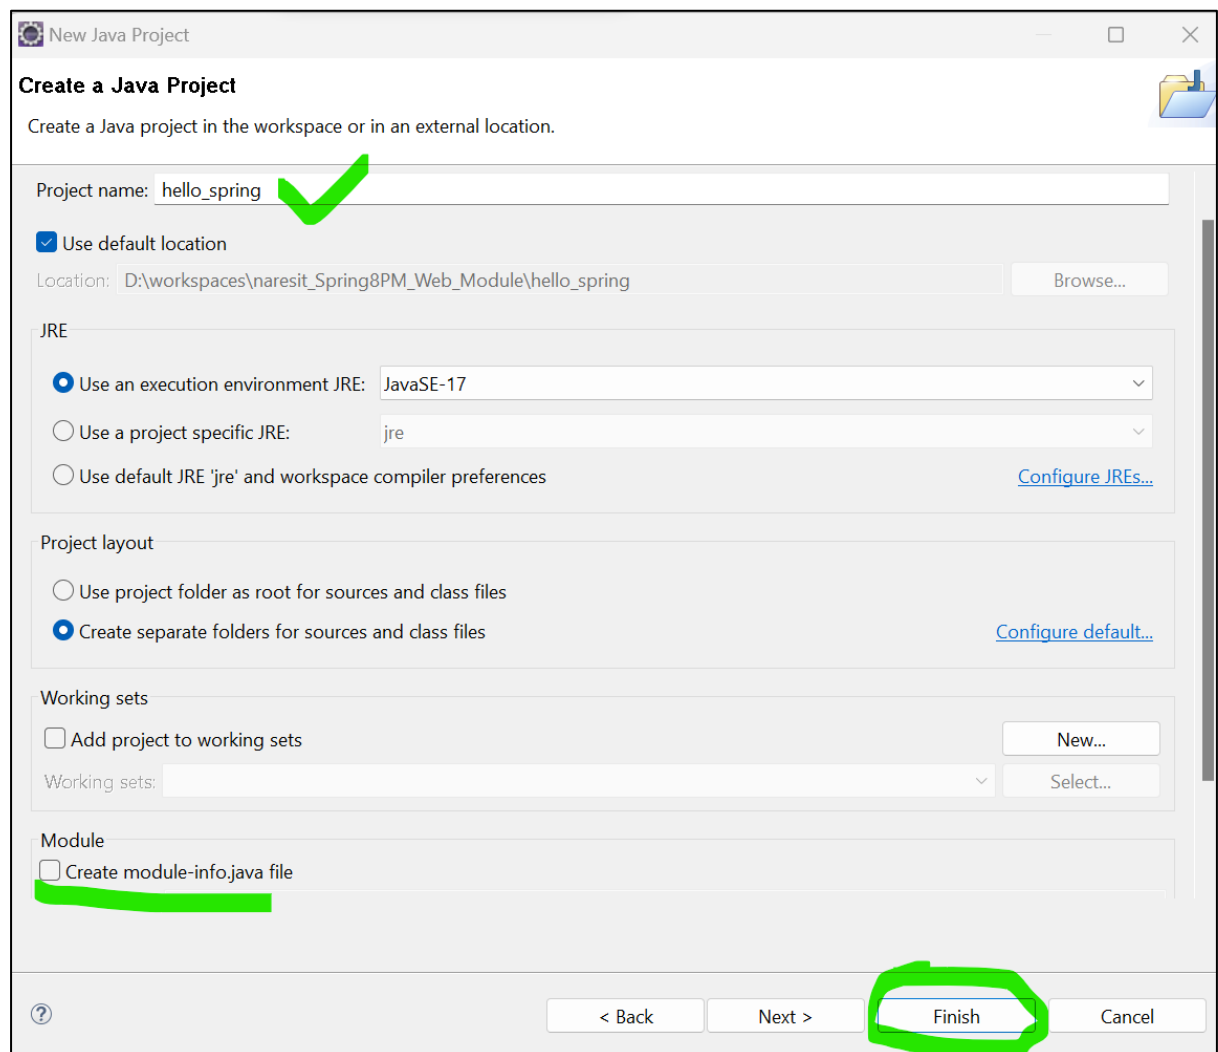 New Java Project
Create a Java Project
Create a Java project in the workspace or in an external location.
Project name: hello_spring
Use default location
Location: D:\workspaces\naresit_Spring8PM_Web_Module\hello_spring Browse...
JRE
Use an execution environment JRE: JavaSE-17
Use a project specific JRE: jre
Use default JRE 'jre' and workspace compiler preferences Configure JREs...
Project layout
Use project folder as root for sources and class files
Create separate folders for sources and class files Configure default...
Working sets
Add project to working sets New...
Working sets: Select...
Module
Create module-info.java file
? < Back Next > Finish Cancel